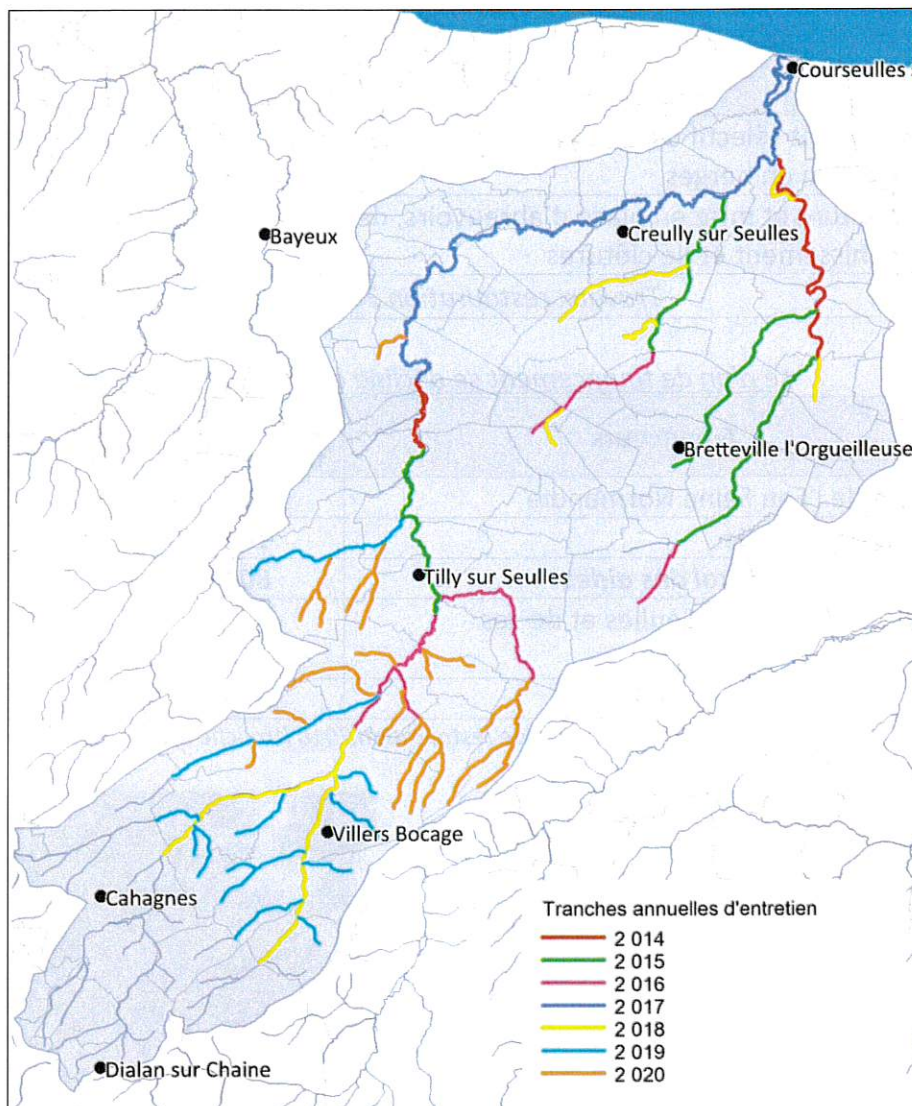 Courseulles
Bayeux
Creully sur Seulles
Bretteville l'Orgueilleuse
Tilly sur Seulles
Villers Bocage
Cahagnes
Dialan sur Chaine
Tranches annuelles d'entretien
2 014
2 015
2 016
2 017
2 018
2 019
2 020